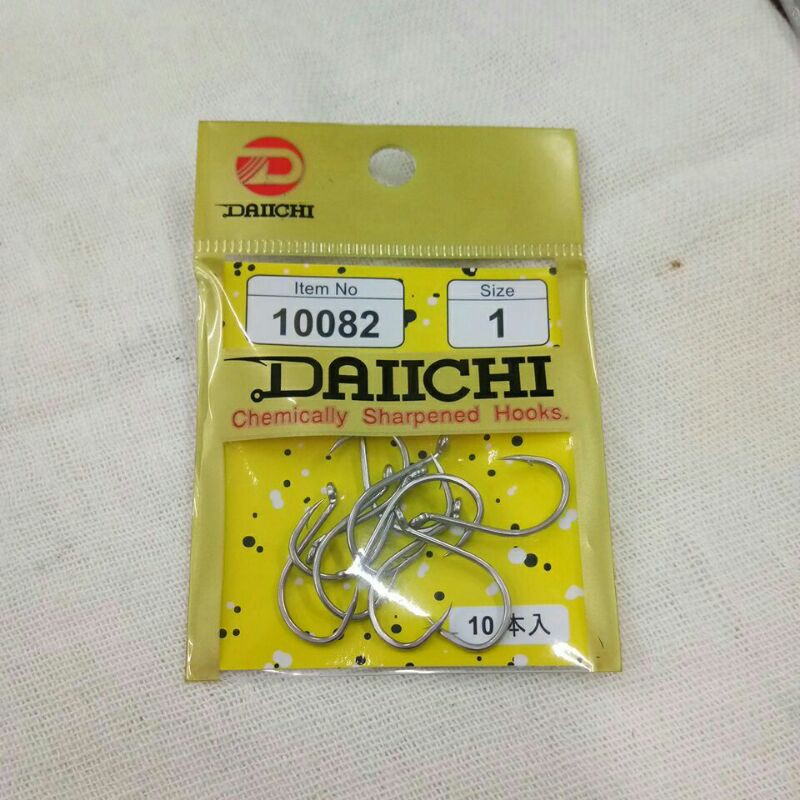 DAIICHI
Item No
10082
Size
1
DAIICHI
Chemically Sharpened Hooks.
10本入